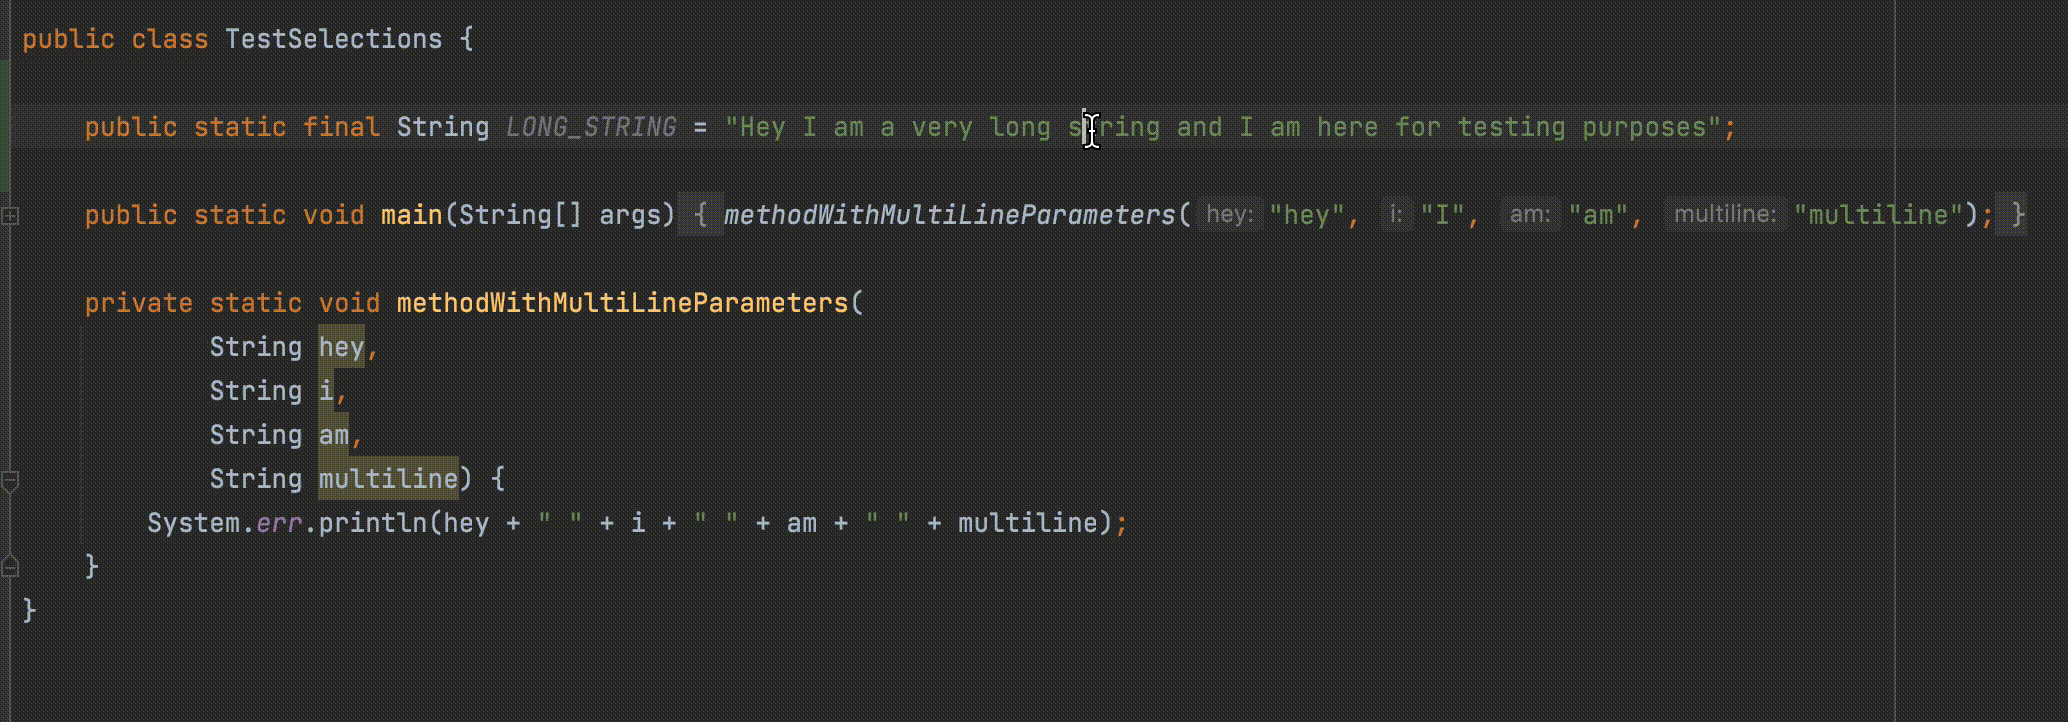 public class TestSelections {
public static final String LONG_STRING = "Hey I am a very long string and I am here for testing purposes";
public static void main(String[] args) { methodWithMultiLineParameters( hey: "hey", i: "I", am: "am", multiline: "multiline"); }
private static void methodWithMultiLineParameters(
String hey,
String i,
String am,
String multiline) {
System.err.println(hey + " " + i + " " + am + " " + multiline);
}
}